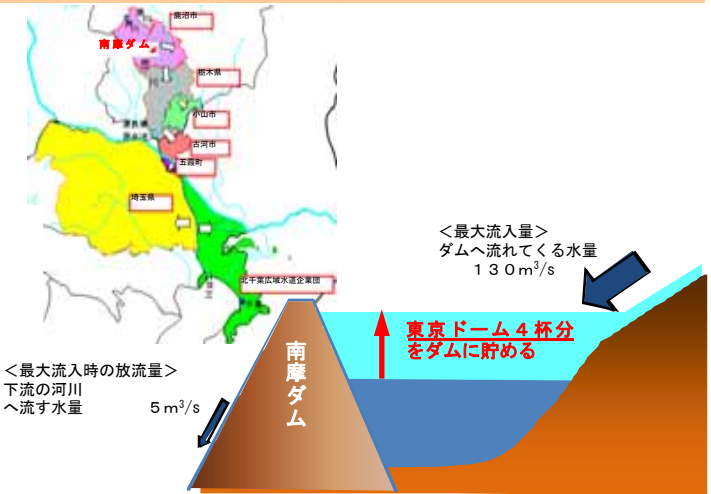 鹿沼市
南摩ダム
栃木県
小山市
古河市
五霞町
埼玉県
北千葉広域水道企業団
＜最大流入量＞
ダムへ流れてくる水量
１３０m³/s
東京ドーム４杯分
をダムに貯める
南摩ダム
＜最大流入時の放流量＞
下流の河川
へ流す水量　５m³/s